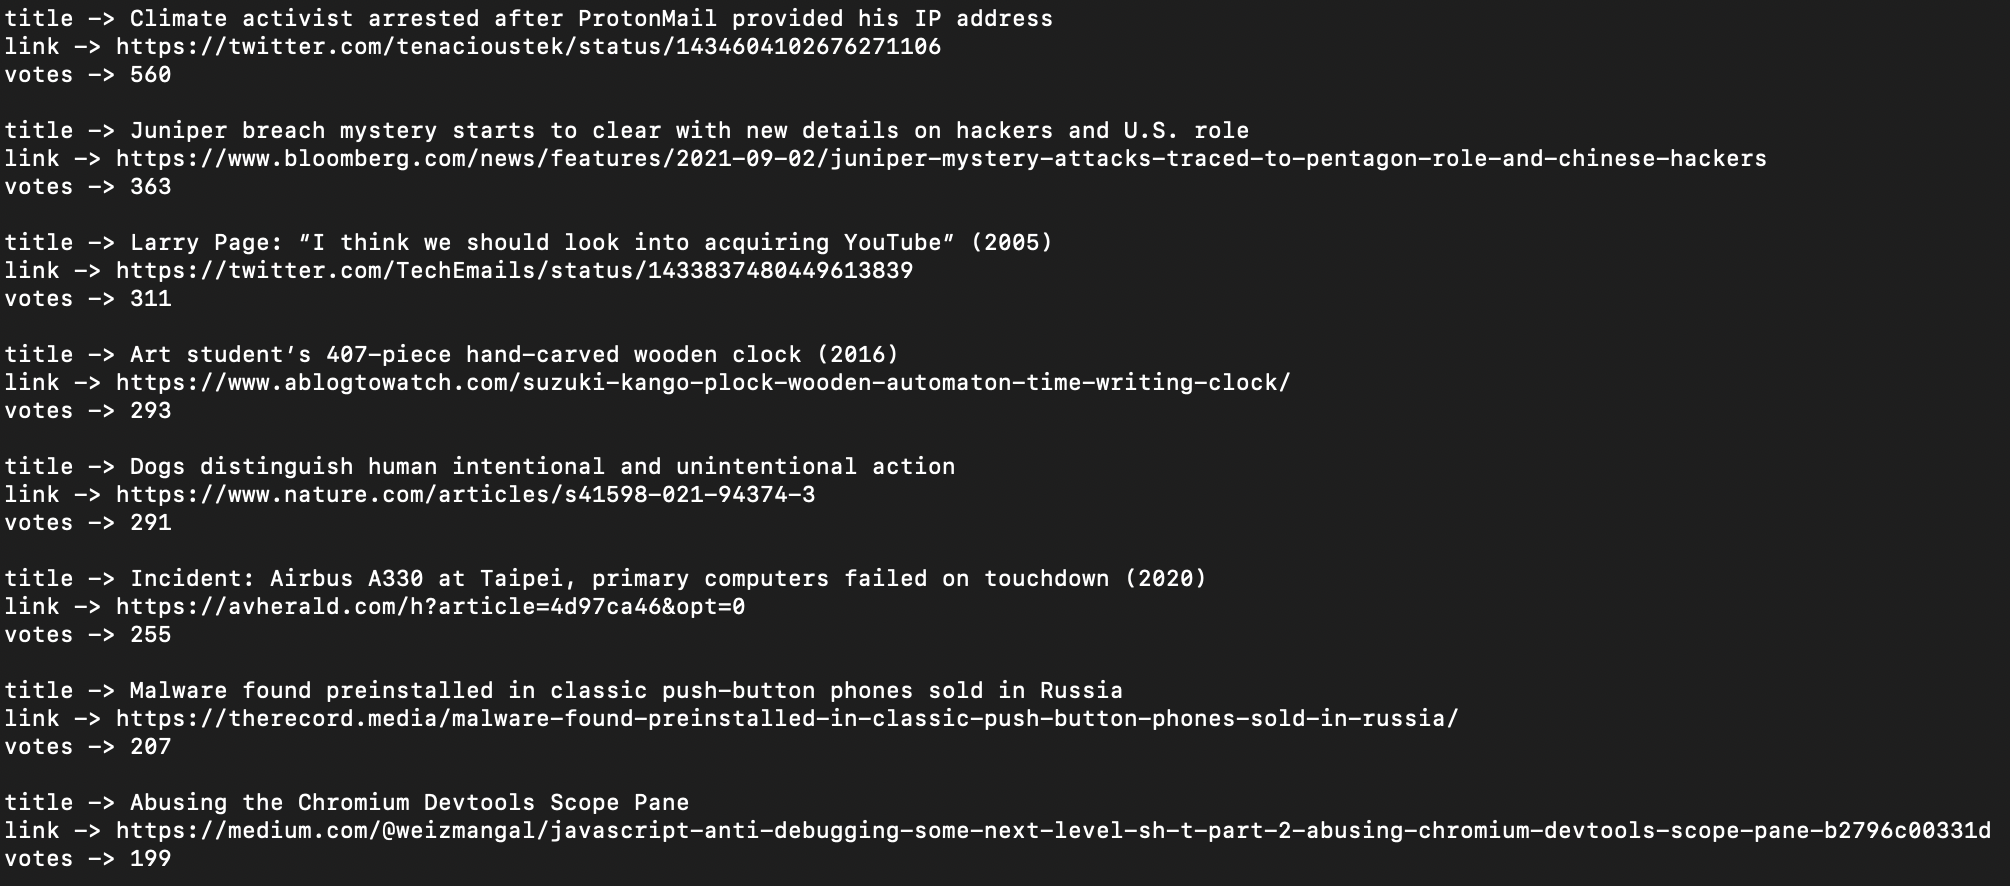 title -> Climate activist arrested after ProtonMail provided his IP address
link -> https://twitter.com/tenacioustek/status/1434604102676271106
votes -> 560
title -> Juniper breach mystery starts to clear with new details on hackers and U.S. role
link -> https://www.bloomberg.com/news/features/2021-09-02/juniper-mystery-attacks-traced-to-pentagon-role-and-chinese-hackers
votes -> 363
title -> Larry Page: “I think we should look into acquiring YouTube” (2005)
link -> https://twitter.com/TechEmails/status/1433837480449613839
votes -> 311
title -> Art student’s 407-piece hand-carved wooden clock (2016)
link -> https://www.ablogtowatch.com/suzuki-kango-plock-wooden-automaton-time-writing-clock/
votes -> 293
title -> Dogs distinguish human intentional and unintentional action
link -> https://www.nature.com/articles/s41598-021-94374-3
votes -> 291
title -> Incident: Airbus A330 at Taipei, primary computers failed on touchdown (2020)
link -> https://avherald.com/h?article=4d97ca46&opt=0
votes -> 255
title -> Malware found preinstalled in classic push-button phones sold in Russia
link -> https://therecord.media/malware-found-preinstalled-in-classic-push-button-phones-sold-in-russia/
votes -> 207
title -> Abusing the Chromium Devtools Scope Pane
link -> https://medium.com/@weizmangal/javascript-anti-debugging-some-next-level-sh-t-part-2-abusing-chromium-devtools-scope-pane-b2796c00331d
votes -> 199